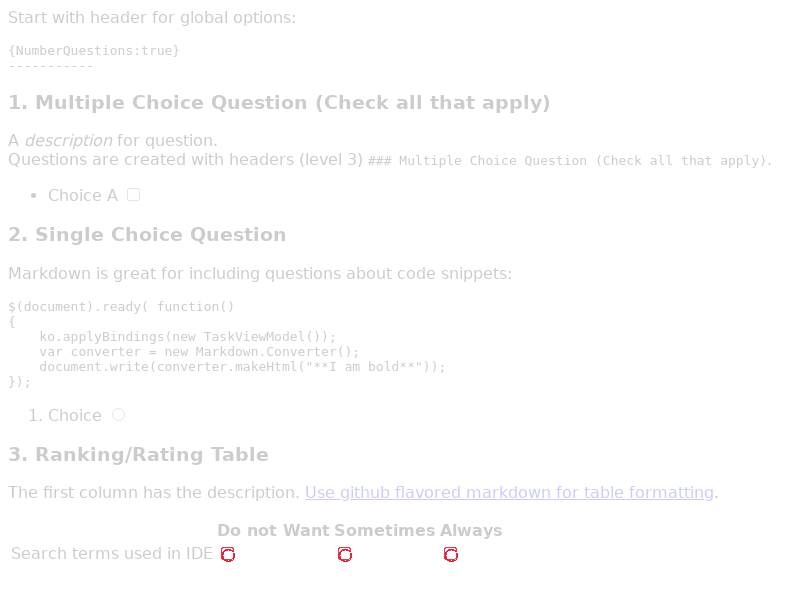 Start with header for global options:
{NumberQuestions:true}
-----------
1. Multiple Choice Question (Check all that apply)
A description for question.
Questions are created with headers (level 3) ### Multiple Choice Question (Check all that apply).
• Choice A
2. Single Choice Question
Markdown is great for including questions about code snippets:
$(document).ready( function()
{
    ko.applyBindings(new TaskViewModel());
    var converter = new Markdown.Converter();
    document.write(converter.makeHtml("**I am bold**"));
});
1. Choice
3. Ranking/Rating Table
The first column has the description. Use github flavored markdown for table formatting.
Do not Want Sometimes Always
Search terms used in IDE